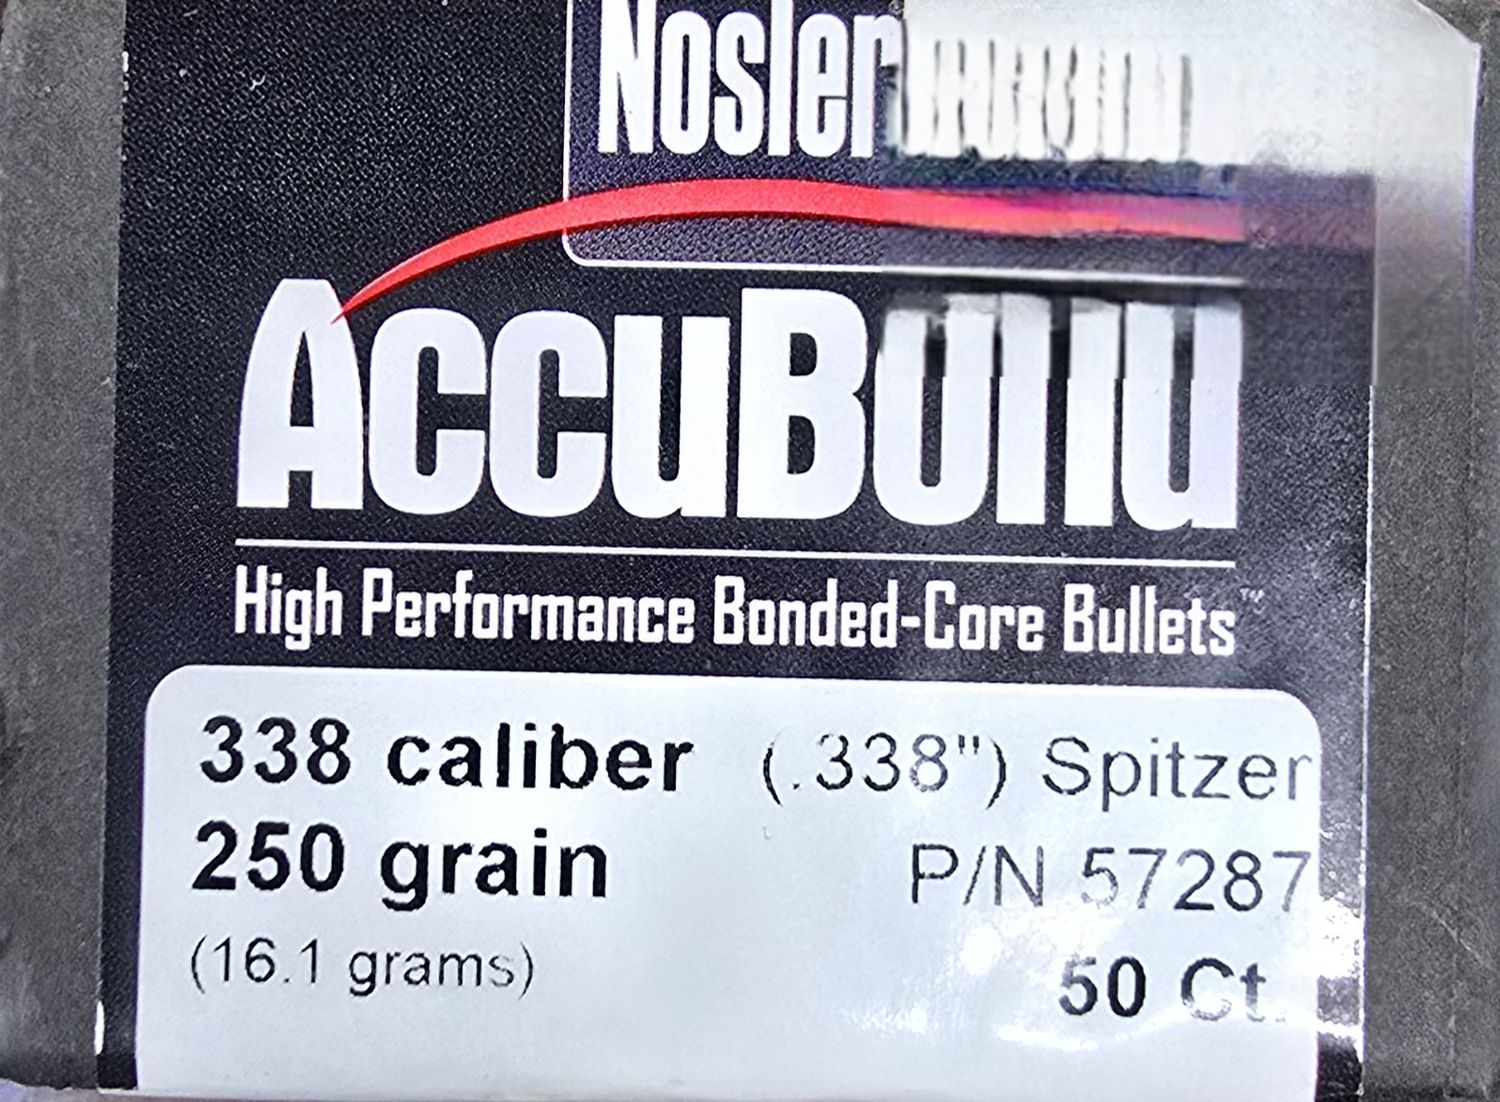 Nosler
AccuBond
High Performance Bonded-Core Bullets™
338 caliber (.338") Spitzer
250 grain P/N 57287
(16.1 grams) 50 Ct.